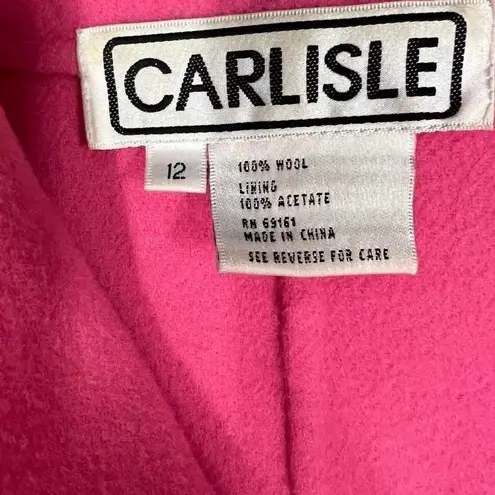 CARLISLE
12
100% WOOL
LINING
100% ACETATE
RN 69161
MADE IN CHINA
SEE REVERSE FOR CARE